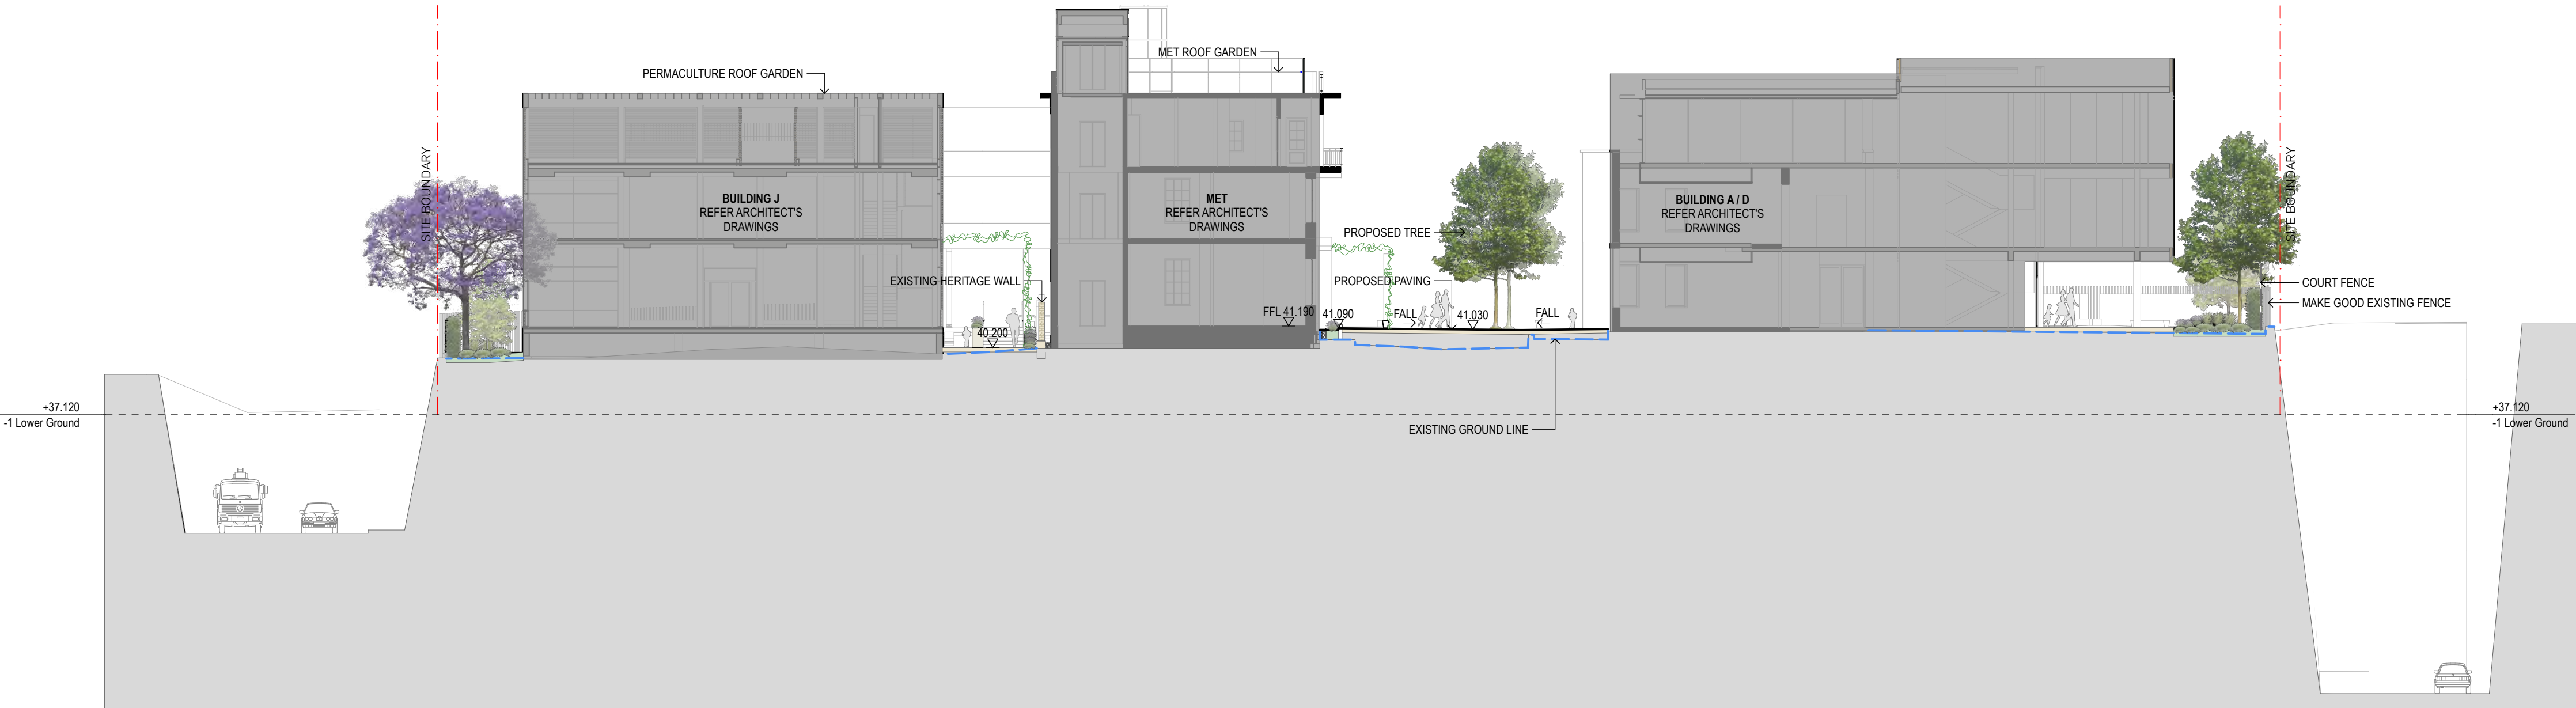 MET ROOF GARDEN
PERMACULTURE ROOF GARDEN
SITE BOUNDARY
SITE BOUNDARY
BUILDING J
REFER ARCHITECT'S
DRAWINGS
MET
REFER ARCHITECT'S
DRAWINGS
BUILDING A / D
REFER ARCHITECT'S
DRAWINGS
PROPOSED TREE
EXISTING HERITAGE WALL
PROPOSED PAVING
COURT FENCE
MAKE GOOD EXISTING FENCE
FFL 41.190
41.090
FALL
41.030
FALL
40.200
+37.120
-1 Lower Ground
+37.120
-1 Lower Ground
EXISTING GROUND LINE